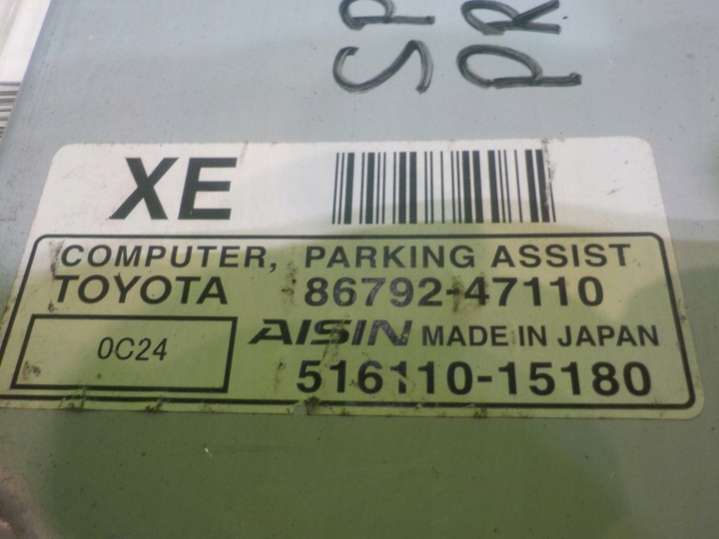 SP
PR
XE
COMPUTER, PARKING ASSIST
TOYOTA 86792-47110
0C24
AISIN MADE IN JAPAN
516110-15180